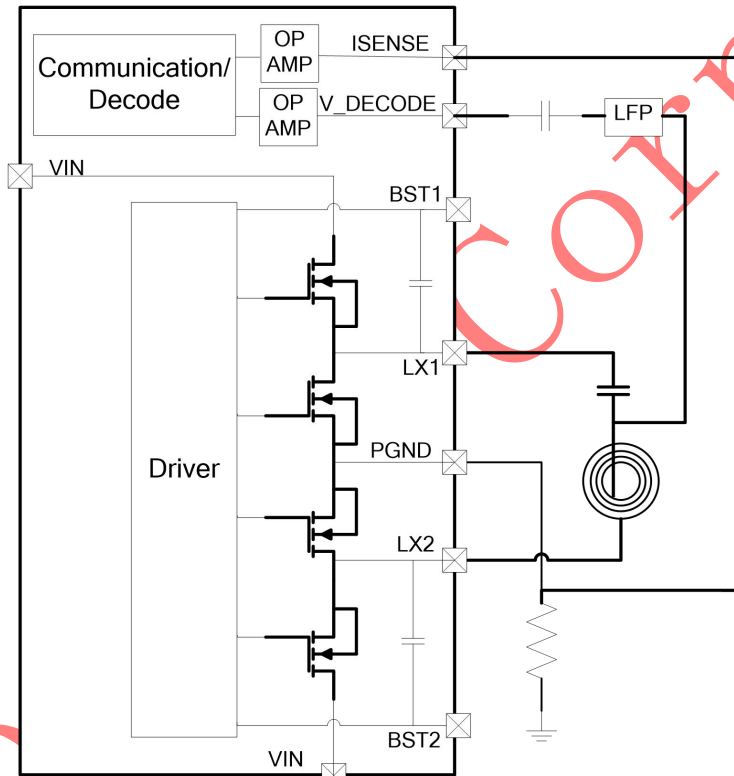 Communication/
Decode
OP
AMP
ISENSE
OP
AMP
V_DECODE
LFP
VIN
BST1
LX1
Driver
PGND
LX2
BST2
VIN